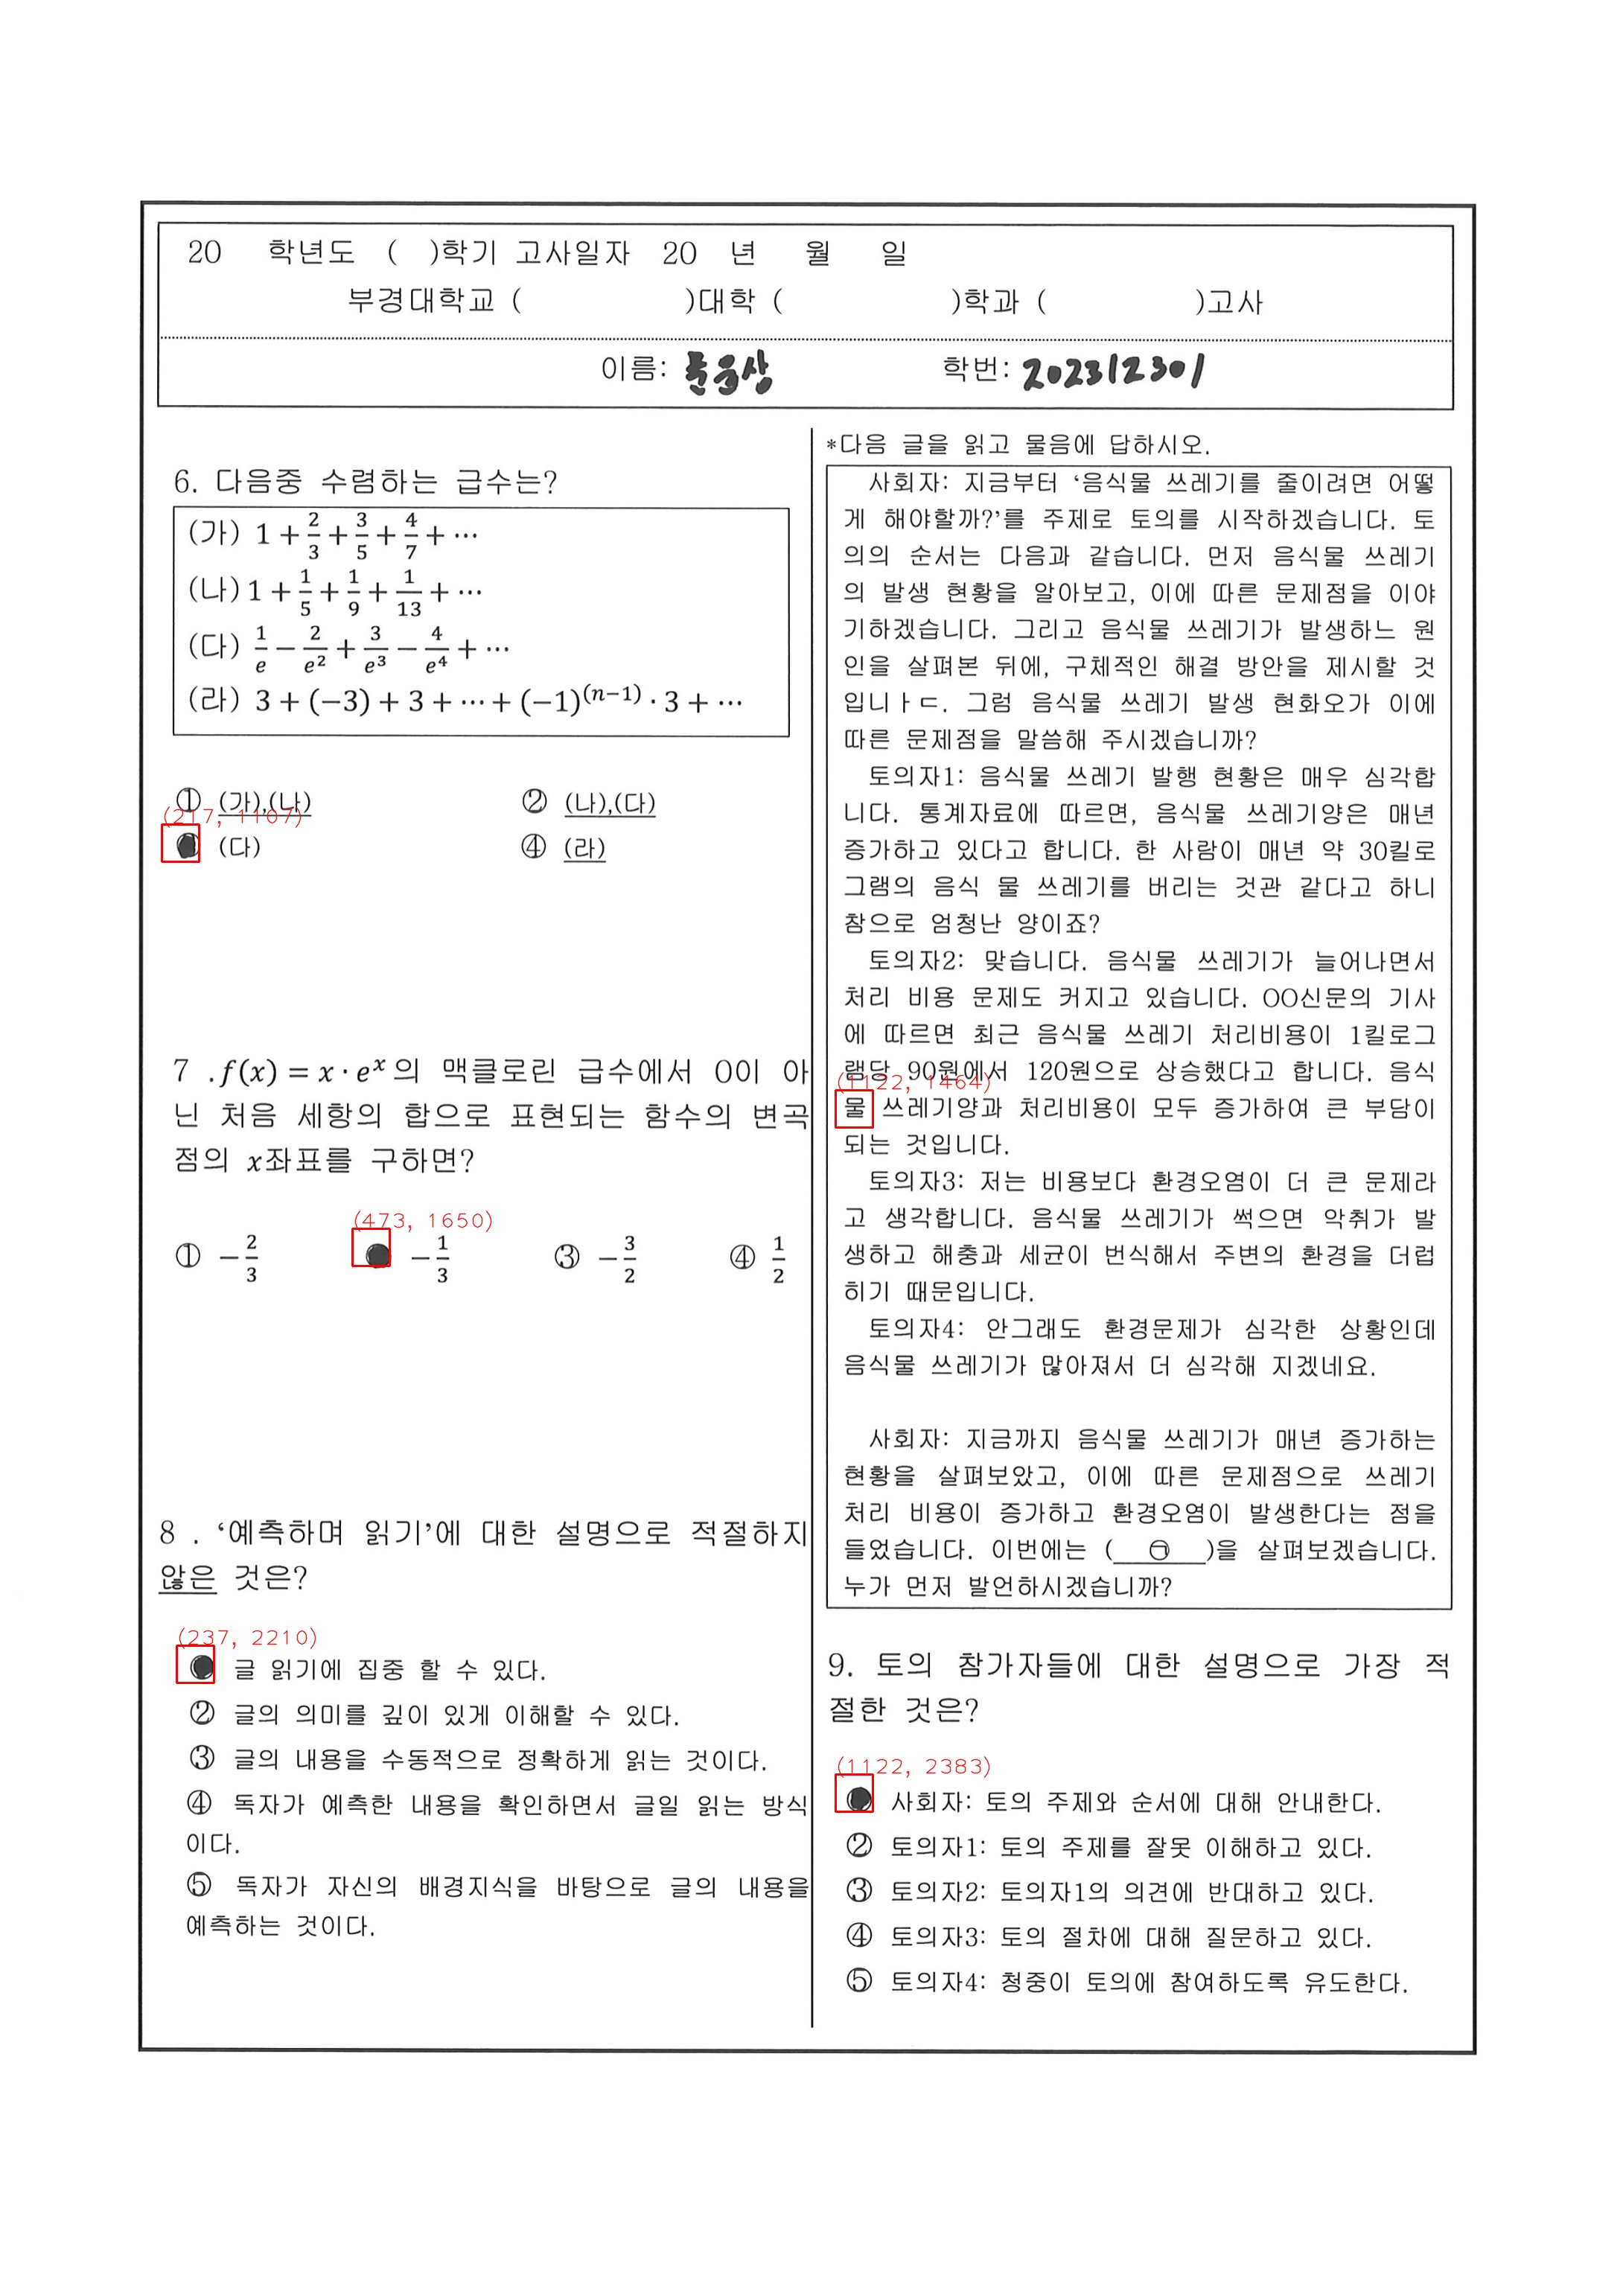 20 학년도 ( )학기 고사일자 20 년 월 일
부경대학교 ( )대학 ( )학과 ( )고사
이름: 윤상 학번: 202312301
6. 다음중 수렴하는 급수는?
(가) 1 + 2/3 + 3/5 + 4/7 + ⋯
(나) 1 + 1/5 + 1/9 + 1/13 + ⋯
(다) 1/e − 2/e² + 3/e³ − 4/e⁴ + ⋯
(라) 3 + (−3) + 3 + ⋯ + (−1)^(n−1) · 3 + ⋯
① (가),(나) ② (나),(다)
(217, 1107)
(다) ④ (라)
7 .f(x) = x · eˣ의 맥클로린 급수에서 0이 아
닌 처음 세항의 합으로 표현되는 함수의 변곡
점의 x좌표를 구하면?
(473, 1650)
① −2/3 −1/3 ③ −3/2 ④ 1/2
8 . ‘예측하며 읽기’에 대한 설명으로 적절하지
않은 것은?
(237, 2210)
글 읽기에 집중 할 수 있다.
② 글의 의미를 깊이 있게 이해할 수 있다.
③ 글의 내용을 수동적으로 정확하게 읽는 것이다.
④ 독자가 예측한 내용을 확인하면서 글일 읽는 방식
이다.
⑤ 독자가 자신의 배경지식을 바탕으로 글의 내용을
예측하는 것이다.
*다음 글을 읽고 물음에 답하시오.
사회자: 지금부터 ‘음식물 쓰레기를 줄이려면 어떻
게 해야할까?’를 주제로 토의를 시작하겠습니다. 토
의의 순서는 다음과 같습니다. 먼저 음식물 쓰레기
의 발생 현황을 알아보고, 이에 따른 문제점을 이야
기하겠습니다. 그리고 음식물 쓰레기가 발생하느 원
인을 살펴본 뒤에, 구체적인 해결 방안을 제시할 것
입니ㅏㄷ. 그럼 음식물 쓰레기 발생 현화오가 이에
따른 문제점을 말씀해 주시겠습니까?
토의자1: 음식물 쓰레기 발행 현황은 매우 심각합
니다. 통계자료에 따르면, 음식물 쓰레기양은 매년
증가하고 있다고 합니다. 한 사람이 매년 약 30킬로
그램의 음식 물 쓰레기를 버리는 것관 같다고 하니
참으로 엄청난 양이죠?
토의자2: 맞습니다. 음식물 쓰레기가 늘어나면서
처리 비용 문제도 커지고 있습니다. OO신문의 기사
에 따르면 최근 음식물 쓰레기 처리비용이 1킬로그
램당 90원에서 120원으로 상승했다고 합니다. 음식
(1122, 1464)
물 쓰레기양과 처리비용이 모두 증가하여 큰 부담이
되는 것입니다.
토의자3: 저는 비용보다 환경오염이 더 큰 문제라
고 생각합니다. 음식물 쓰레기가 썩으면 악취가 발
생하고 해충과 세균이 번식해서 주변의 환경을 더럽
히기 때문입니다.
토의자4: 안그래도 환경문제가 심각한 상황인데
음식물 쓰레기가 많아져서 더 심각해 지겠네요.
사회자: 지금까지 음식물 쓰레기가 매년 증가하는
현황을 살펴보았고, 이에 따른 문제점으로 쓰레기
처리 비용이 증가하고 환경오염이 발생한다는 점을
들었습니다. 이번에는 ( ㉠ )을 살펴보겠습니다.
누가 먼저 발언하시겠습니까?
9. 토의 참가자들에 대한 설명으로 가장 적
절한 것은?
(1122, 2383)
사회자: 토의 주제와 순서에 대해 안내한다.
② 토의자1: 토의 주제를 잘못 이해하고 있다.
③ 토의자2: 토의자1의 의견에 반대하고 있다.
④ 토의자3: 토의 절차에 대해 질문하고 있다.
⑤ 토의자4: 청중이 토의에 참여하도록 유도한다.